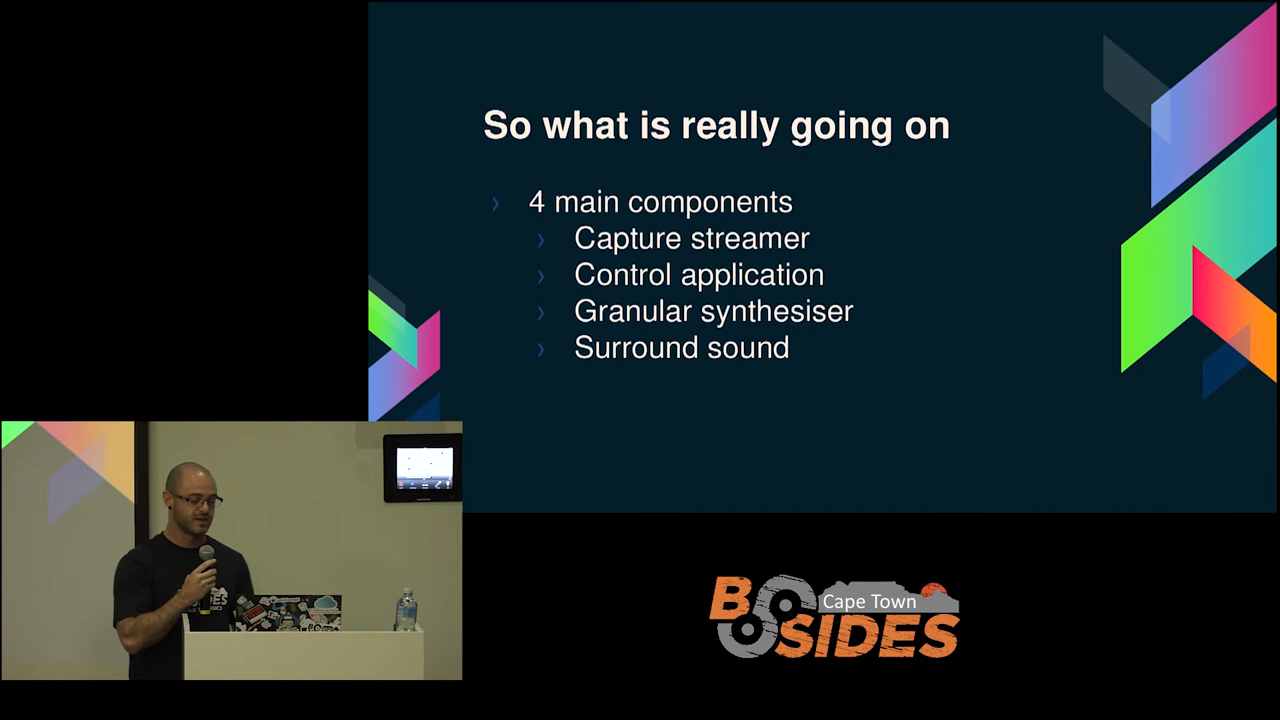 So what is really going on
› 4 main components
› Capture streamer
› Control application
› Granular synthesiser
› Surround sound
BSIDES
Cape Town